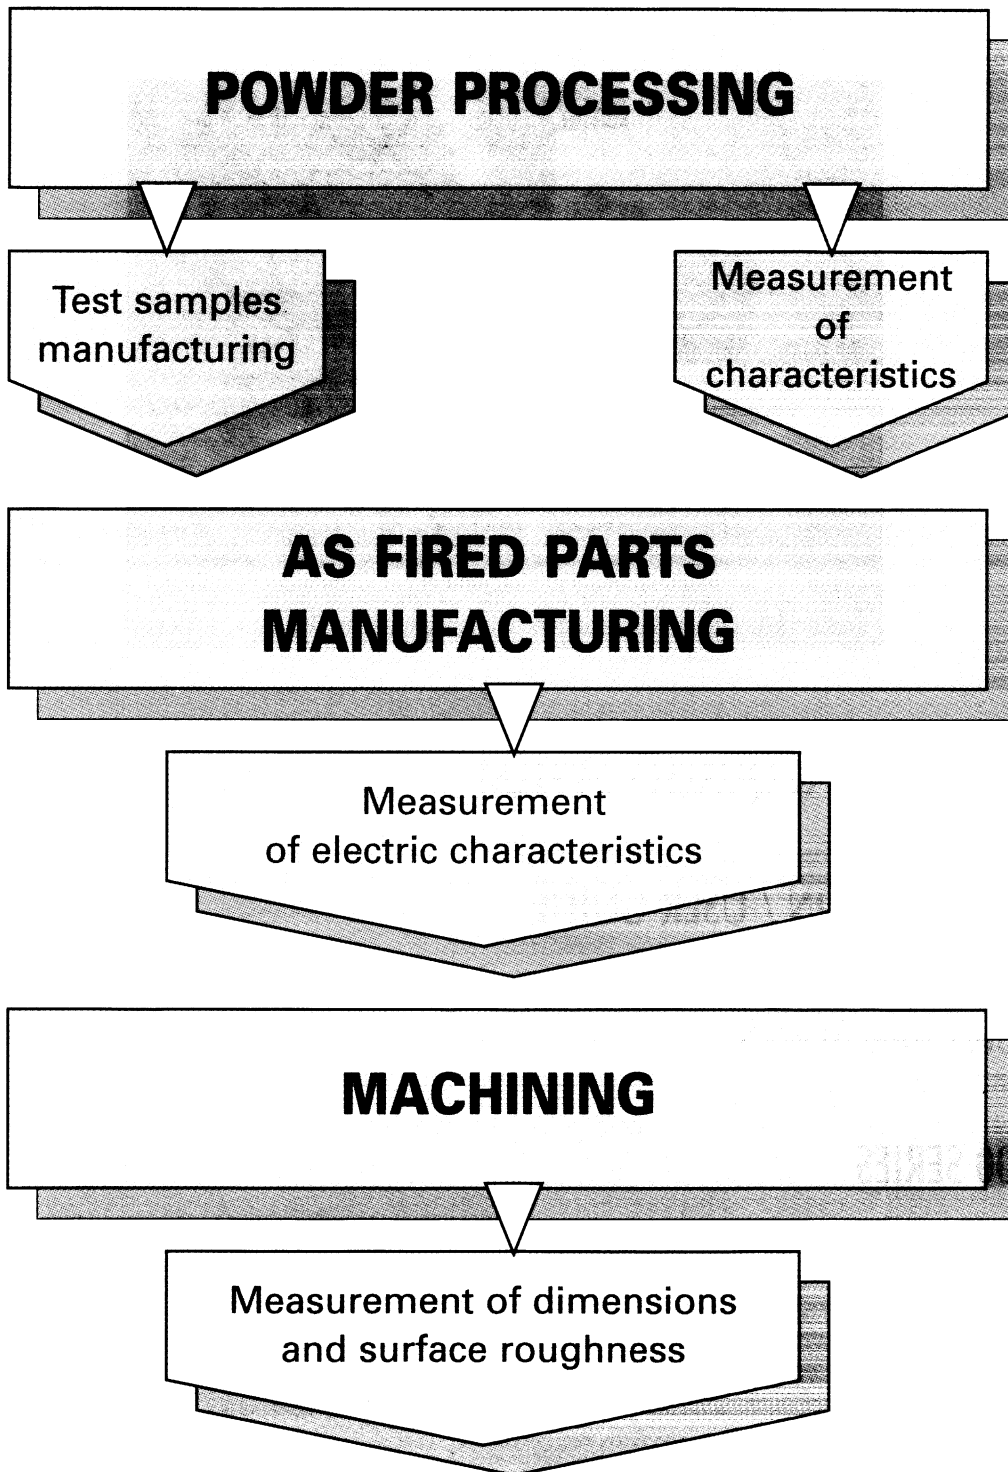 POWDER PROCESSING
Test samples
manufacturing
Measurement
of
characteristics
AS FIRED PARTS
MANUFACTURING
Measurement
of electric characteristics
MACHINING
SERIES
Measurement of dimensions
and surface roughness